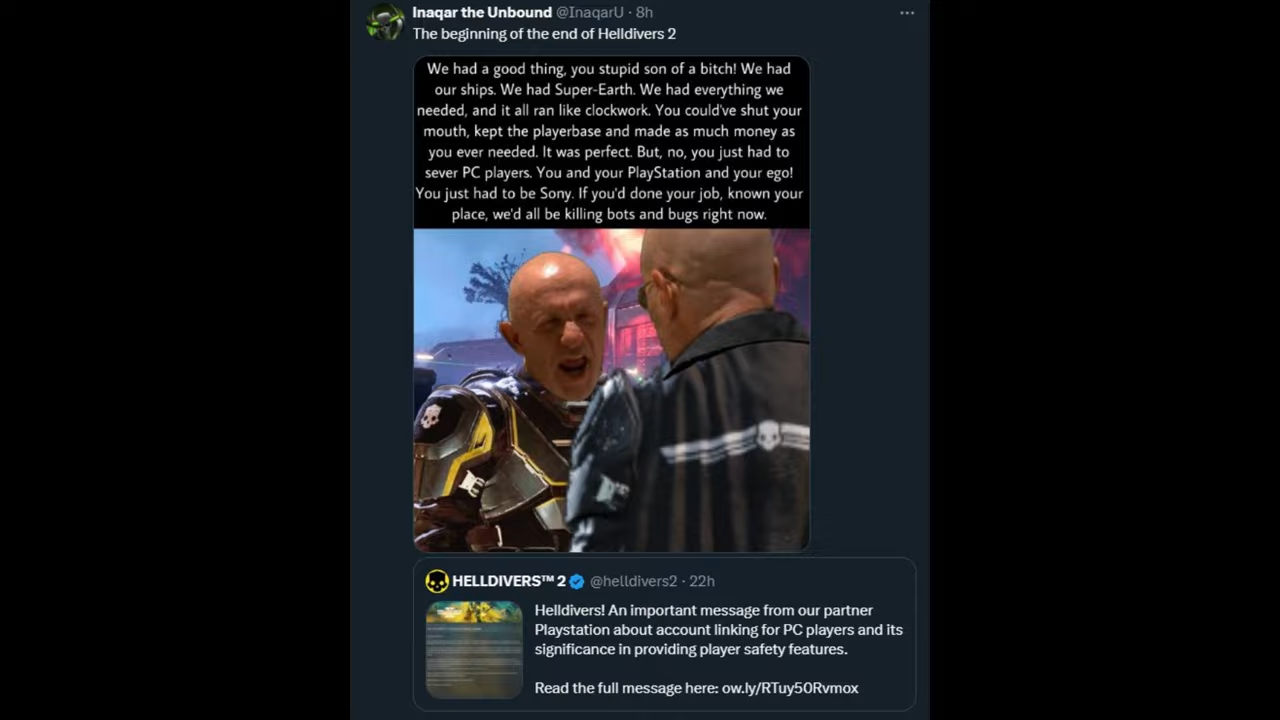 Inaqar the Unbound @InaqarU · 8h
The beginning of the end of Helldivers 2
We had a good thing, you stupid son of a bitch! We had
our ships. We had Super-Earth. We had everything we
needed, and it all ran like clockwork. You could've shut your
mouth, kept the playerbase and made as much money as
you ever needed. It was perfect. But, no, you just had to
sever PC players. You and your PlayStation and your ego!
You just had to be Sony. If you'd done your job, known your
place, we'd all be killing bots and bugs right now.
HELLDIVERS™ 2 @helldivers2 · 22h
Helldivers! An important message from our partner
Playstation about account linking for PC players and its
significance in providing player safety features.
Read the full message here: ow.ly/RTuy50Rvmox